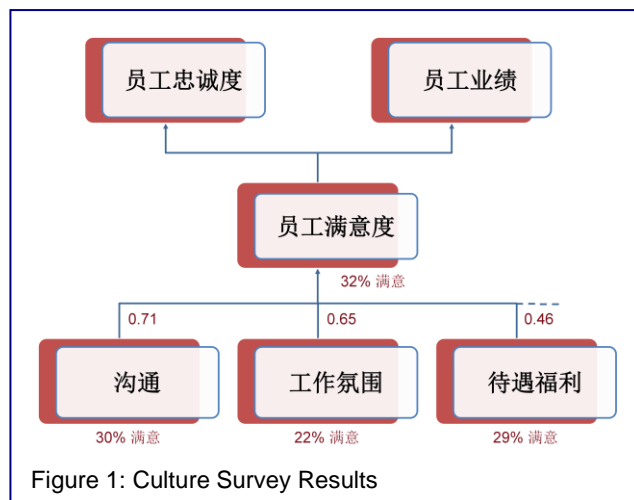 员工忠诚度
员工业绩
员工满意度
32% 满意
0.71
0.65
0.46
沟通
工作氛围
待遇福利
30% 满意
22% 满意
29% 满意
Figure 1: Culture Survey Results